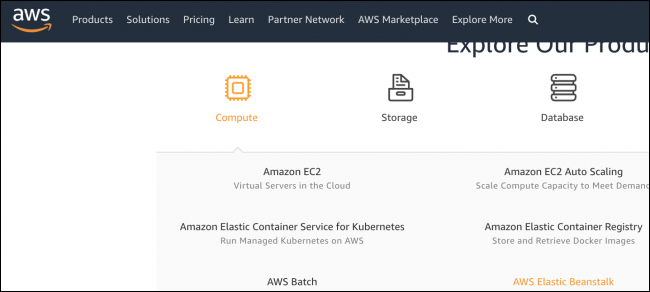 aws Products Solutions Pricing Learn Partner Network AWS Marketplace Explore More
Explore Our Produ
Compute Storage Database
Amazon EC2 Amazon EC2 Auto Scaling
Virtual Servers in the Cloud Scale Compute Capacity to Meet Deman
Amazon Elastic Container Service for Kubernetes Amazon Elastic Container Registry
Run Managed Kubernetes on AWS Store and Retrieve Docker Images
AWS Batch AWS Elastic Beanstalk